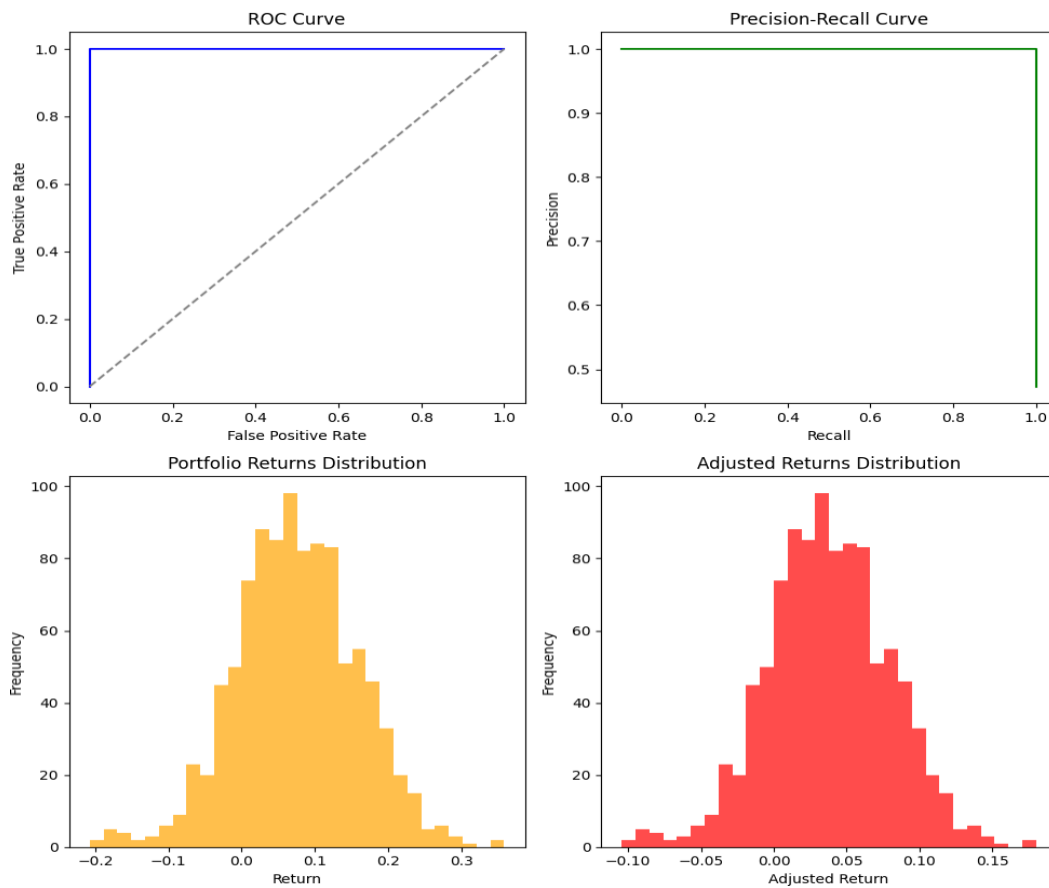 ROC Curve
True Positive Rate
1.0
0.8
0.6
0.4
0.2
0.0
0.0 0.2 0.4 0.6 0.8 1.0
False Positive Rate
Precision-Recall Curve
Precision
1.0
0.9
0.8
0.7
0.6
0.5
0.0 0.2 0.4 0.6 0.8 1.0
Recall
Portfolio Returns Distribution
Frequency
100
80
60
40
20
0
−0.2 −0.1 0.0 0.1 0.2 0.3
Return
Adjusted Returns Distribution
Frequency
100
80
60
40
20
0
−0.10 −0.05 0.00 0.05 0.10 0.15
Adjusted Return